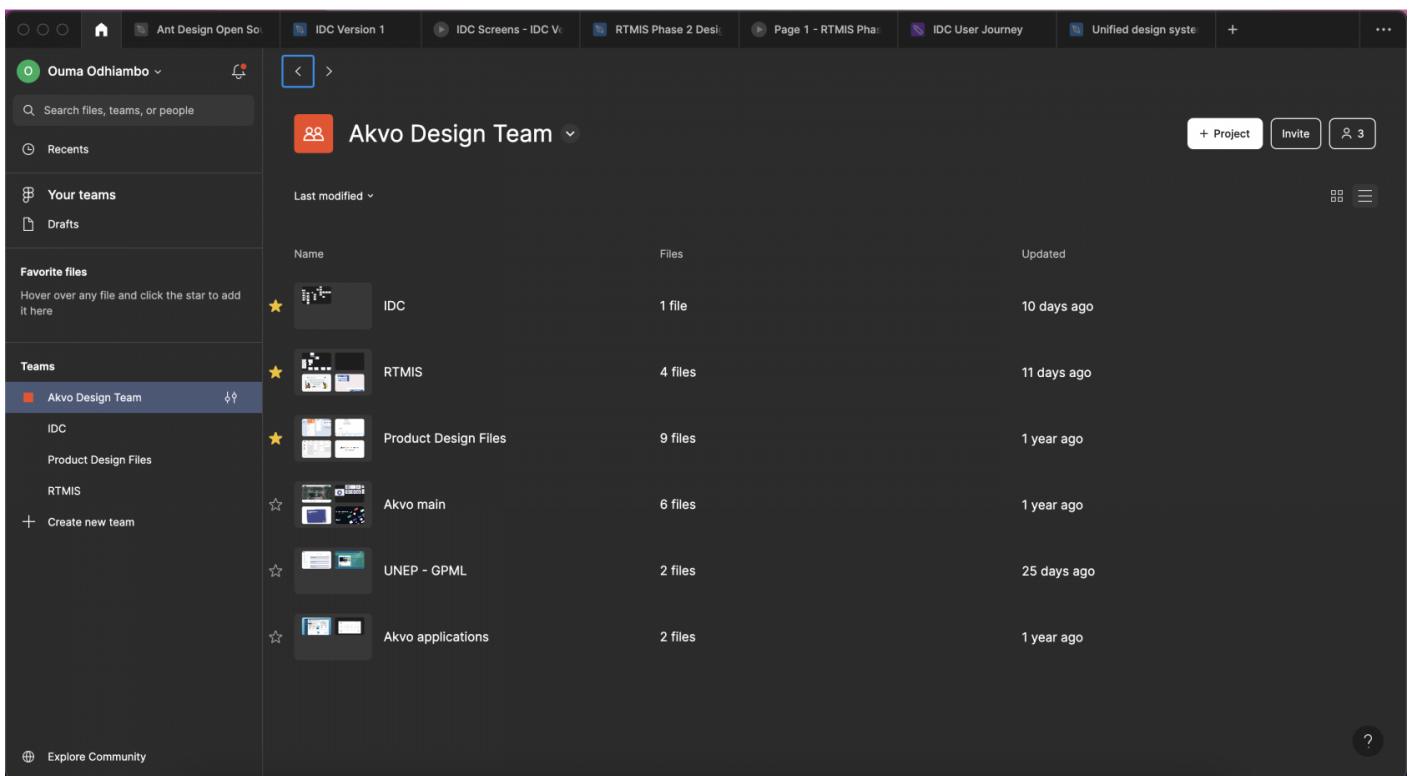 Ant Design Open Sou
IDC Version 1
IDC Screens - IDC Ve
RTMIS Phase 2 Desig
Page 1 - RTMIS Phas
IDC User Journey
Unified design syste
O Ouma Odhiambo
Search files, teams, or people
Recents
Your teams
Drafts
Favorite files
Hover over any file and click the star to add
it here
Teams
Akvo Design Team
IDC
Product Design Files
RTMIS
Create new team
Explore Community
Akvo Design Team
+ Project
Invite
3
Last modified
Name Files Updated
IDC 1 file 10 days ago
RTMIS 4 files 11 days ago
Product Design Files 9 files 1 year ago
Akvo main 6 files 1 year ago
UNEP - GPML 2 files 25 days ago
Akvo applications 2 files 1 year ago
?